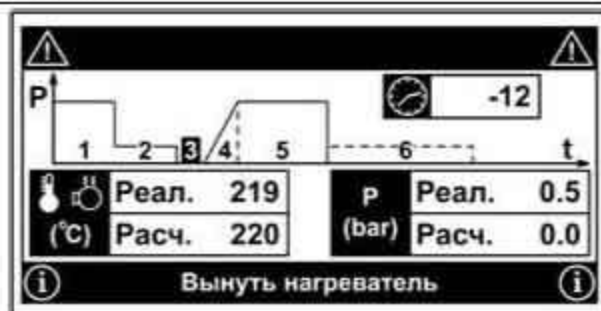 P
-12
1 2 3 4 5 6 t
Реал. 219
P Реал. 0.5
(°C) Расч. 220
(bar) Расч. 0.0
Вынуть нагреватель